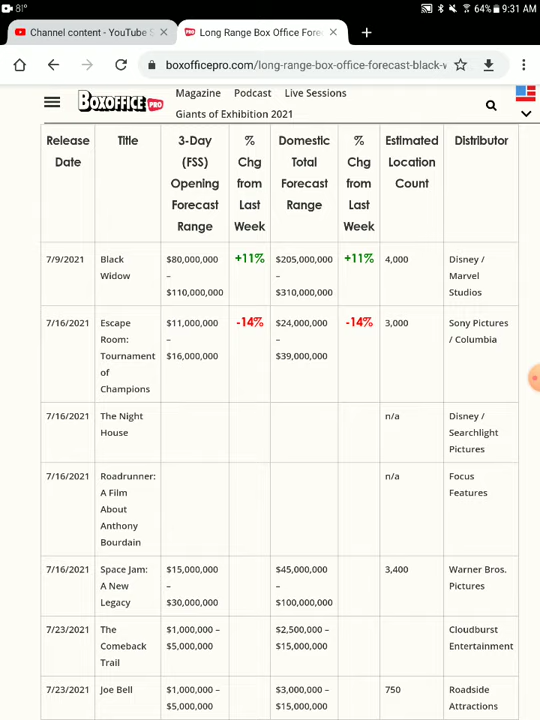 81°
64% 9:31 AM
Channel content - YouTube S
Long Range Box Office Fore
boxofficepro.com/long-range-box-office-forecast-black-w
BOXOFFICE PRO
Magazine Podcast Live Sessions
Giants of Exhibition 2021
Release Date
Title
3-Day (FSS) Opening Forecast Range
% Chg from Last Week
Domestic Total Forecast Range
% Chg from Last Week
Estimated Location Count
Distributor
7/9/2021
Black Widow
$80,000,000 – $110,000,000
+11%
$205,000,000 – $310,000,000
+11%
4,000
Disney / Marvel Studios
7/16/2021
Escape Room: Tournament of Champions
$11,000,000 – $16,000,000
-14%
$24,000,000 – $39,000,000
-14%
3,000
Sony Pictures / Columbia
7/16/2021
The Night House
n/a
Disney / Searchlight Pictures
7/16/2021
Roadrunner: A Film About Anthony Bourdain
n/a
Focus Features
7/16/2021
Space Jam: A New Legacy
$15,000,000 – $30,000,000
$45,000,000 – $100,000,000
3,400
Warner Bros. Pictures
7/23/2021
The Comeback Trail
$1,000,000 – $5,000,000
$2,500,000 – $15,000,000
Cloudburst Entertainment
7/23/2021
Joe Bell
$1,000,000 – $5,000,000
$3,000,000 – $15,000,000
750
Roadside Attractions